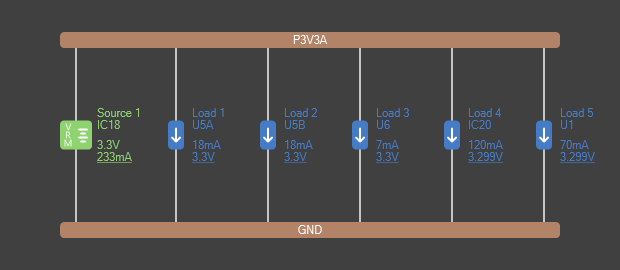 P3V3A
Source 1
IC18
3.3V
233mA
VRM
Load 1
U5A
18mA
3.3V
Load 2
U5B
18mA
3.3V
Load 3
U6
7mA
3.3V
Load 4
IC20
120mA
3.299V
Load 5
U1
70mA
3.299V
GND